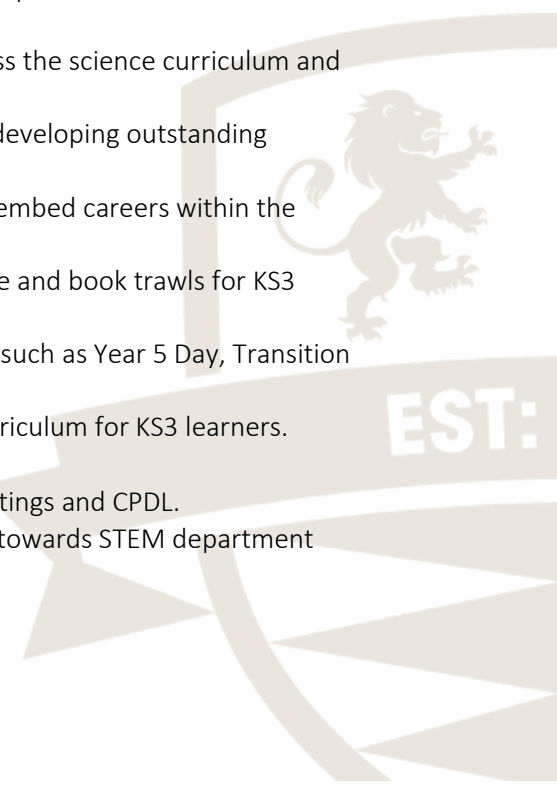 ss the science curriculum and
developing outstanding
embed careers within the
e and book trawls for KS3
such as Year 5 Day, Transition
riculum for KS3 learners.
tings and CPDL.
towards STEM department
EST: